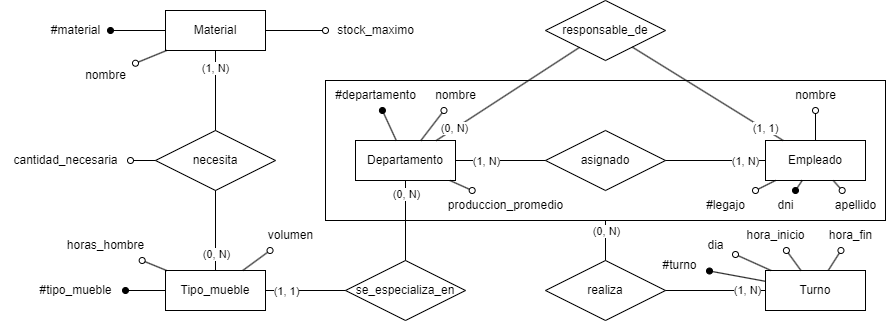 #material
Material
stock_maximo
responsable_de
nombre
(1, N)
#departamento
nombre
nombre
(0, N)
(1, 1)
cantidad_necesaria
necesita
Departamento
(1, N)
asignado
(1, N)
Empleado
(0, N)
produccion_promedio
#legajo
dni
apellido
horas_hombre
(0, N)
volumen
(0, N)
dia
hora_inicio
hora_fin
#turno
#tipo_mueble
Tipo_mueble
(1, 1)
se_especializa_en
realiza
(1, N)
Turno